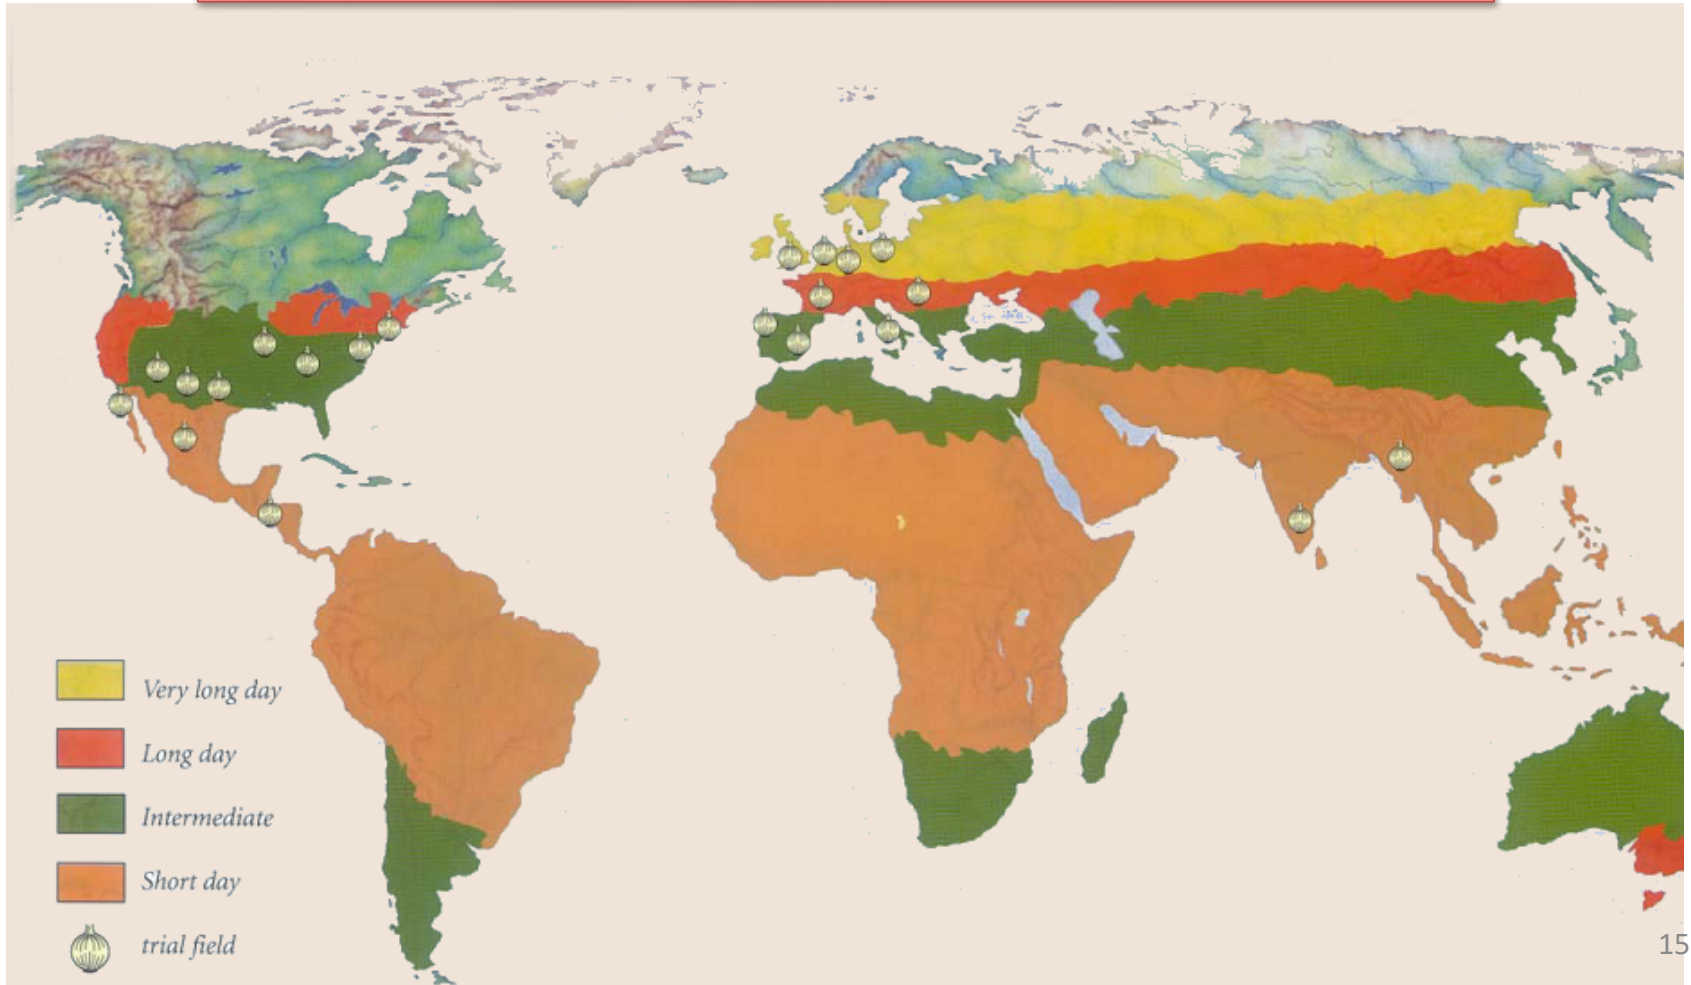 Very long day
Long day
Intermediate
Short day
trial field
15